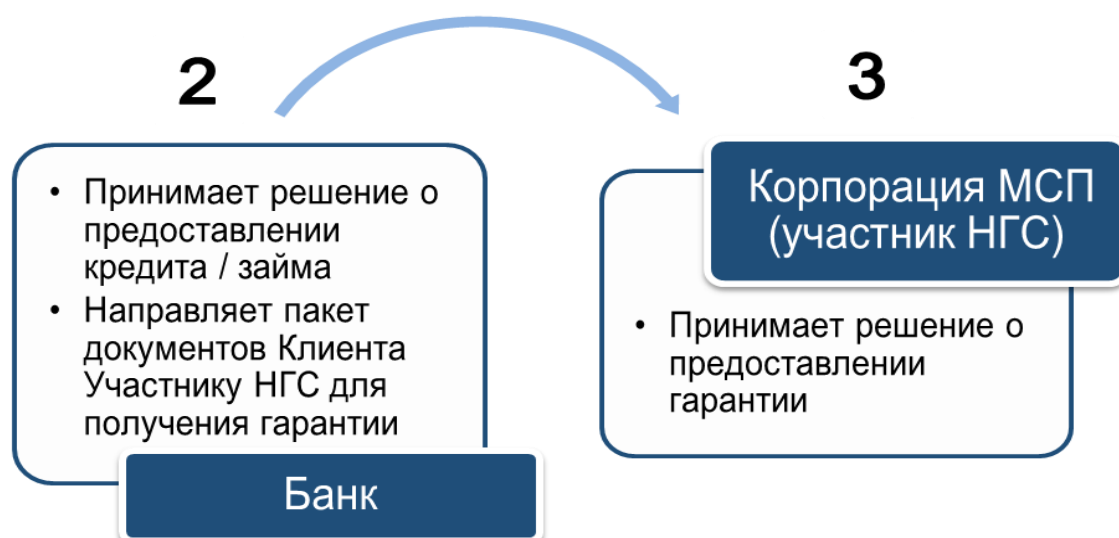 2
• Принимает решение о
предоставлении
кредита / займа
• Направляет пакет
документов Клиента
Участнику НГС для
получения гарантии
Банк
3
Корпорация МСП
(участник НГС)
• Принимает решение о
предоставлении
гарантии